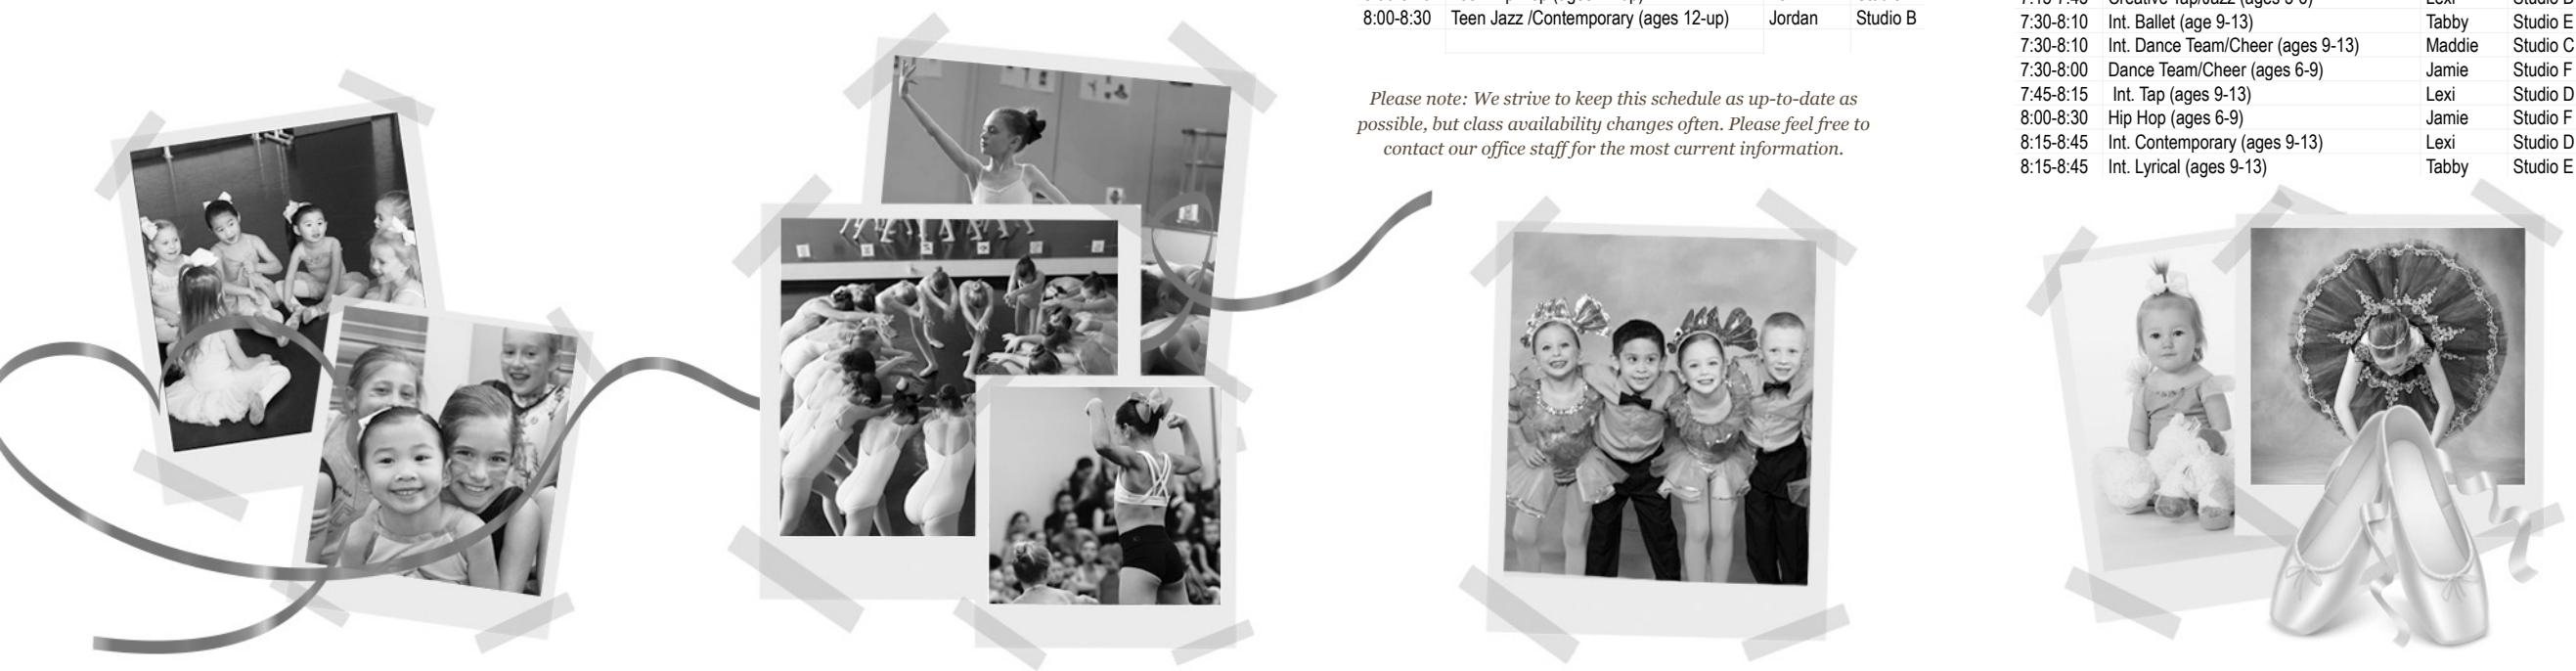 8:00-8:30 Teen Jazz /Contemporary (ages 12-up) Jordan Studio B
Please note: We strive to keep this schedule as up-to-date as
possible, but class availability changes often. Please feel free to
contact our office staff for the most current information.
7:30-8:10 Int. Ballet (age 9-13) Tabby Studio E
7:30-8:10 Int. Dance Team/Cheer (ages 9-13) Maddie Studio C
7:30-8:00 Dance Team/Cheer (ages 6-9) Jamie Studio F
7:45-8:15 Int. Tap (ages 9-13) Lexi Studio D
8:00-8:30 Hip Hop (ages 6-9) Jamie Studio F
8:15-8:45 Int. Contemporary (ages 9-13) Lexi Studio D
8:15-8:45 Int. Lyrical (ages 9-13) Tabby Studio E